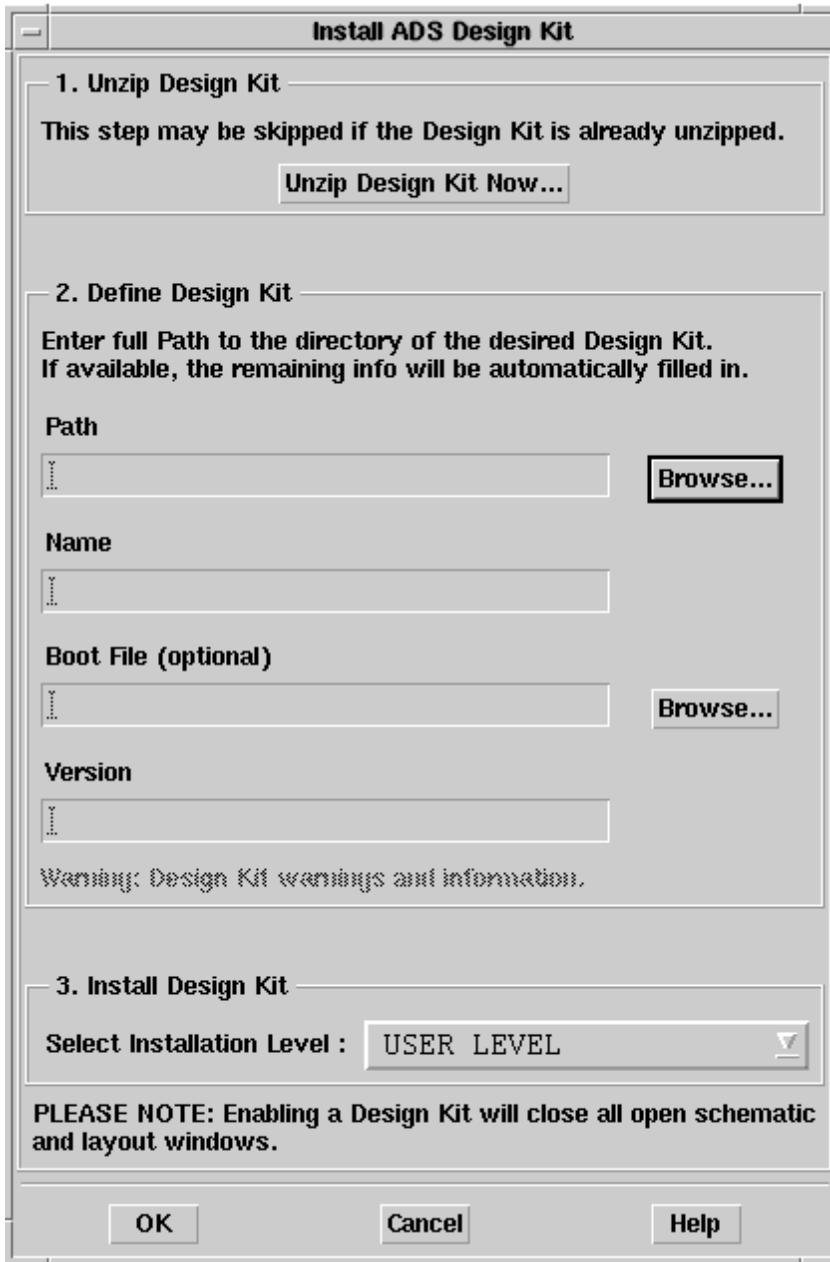 Install ADS Design Kit
1. Unzip Design Kit
This step may be skipped if the Design Kit is already unzipped.
Unzip Design Kit Now...
2. Define Design Kit
Enter full Path to the directory of the desired Design Kit.
If available, the remaining info will be automatically filled in.
Path
Browse...
Name
Boot File (optional)
Browse...
Version
Warning: Design Kit warnings and information.
3. Install Design Kit
Select Installation Level : USER LEVEL
PLEASE NOTE: Enabling a Design Kit will close all open schematic
and layout windows.
OK Cancel Help